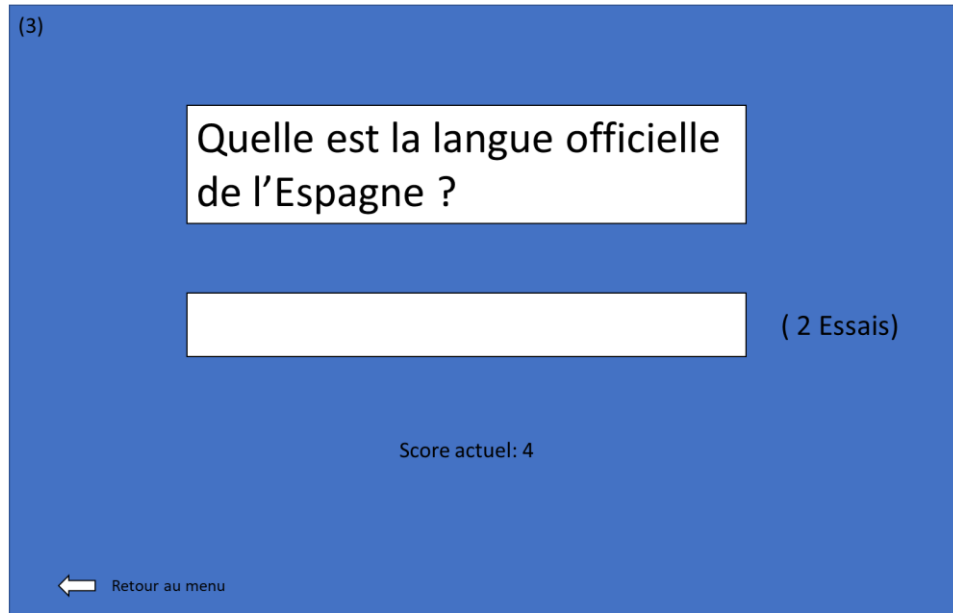 (3)
Quelle est la langue officielle
de l’Espagne ?
( 2 Essais)
Score actuel: 4
Retour au menu